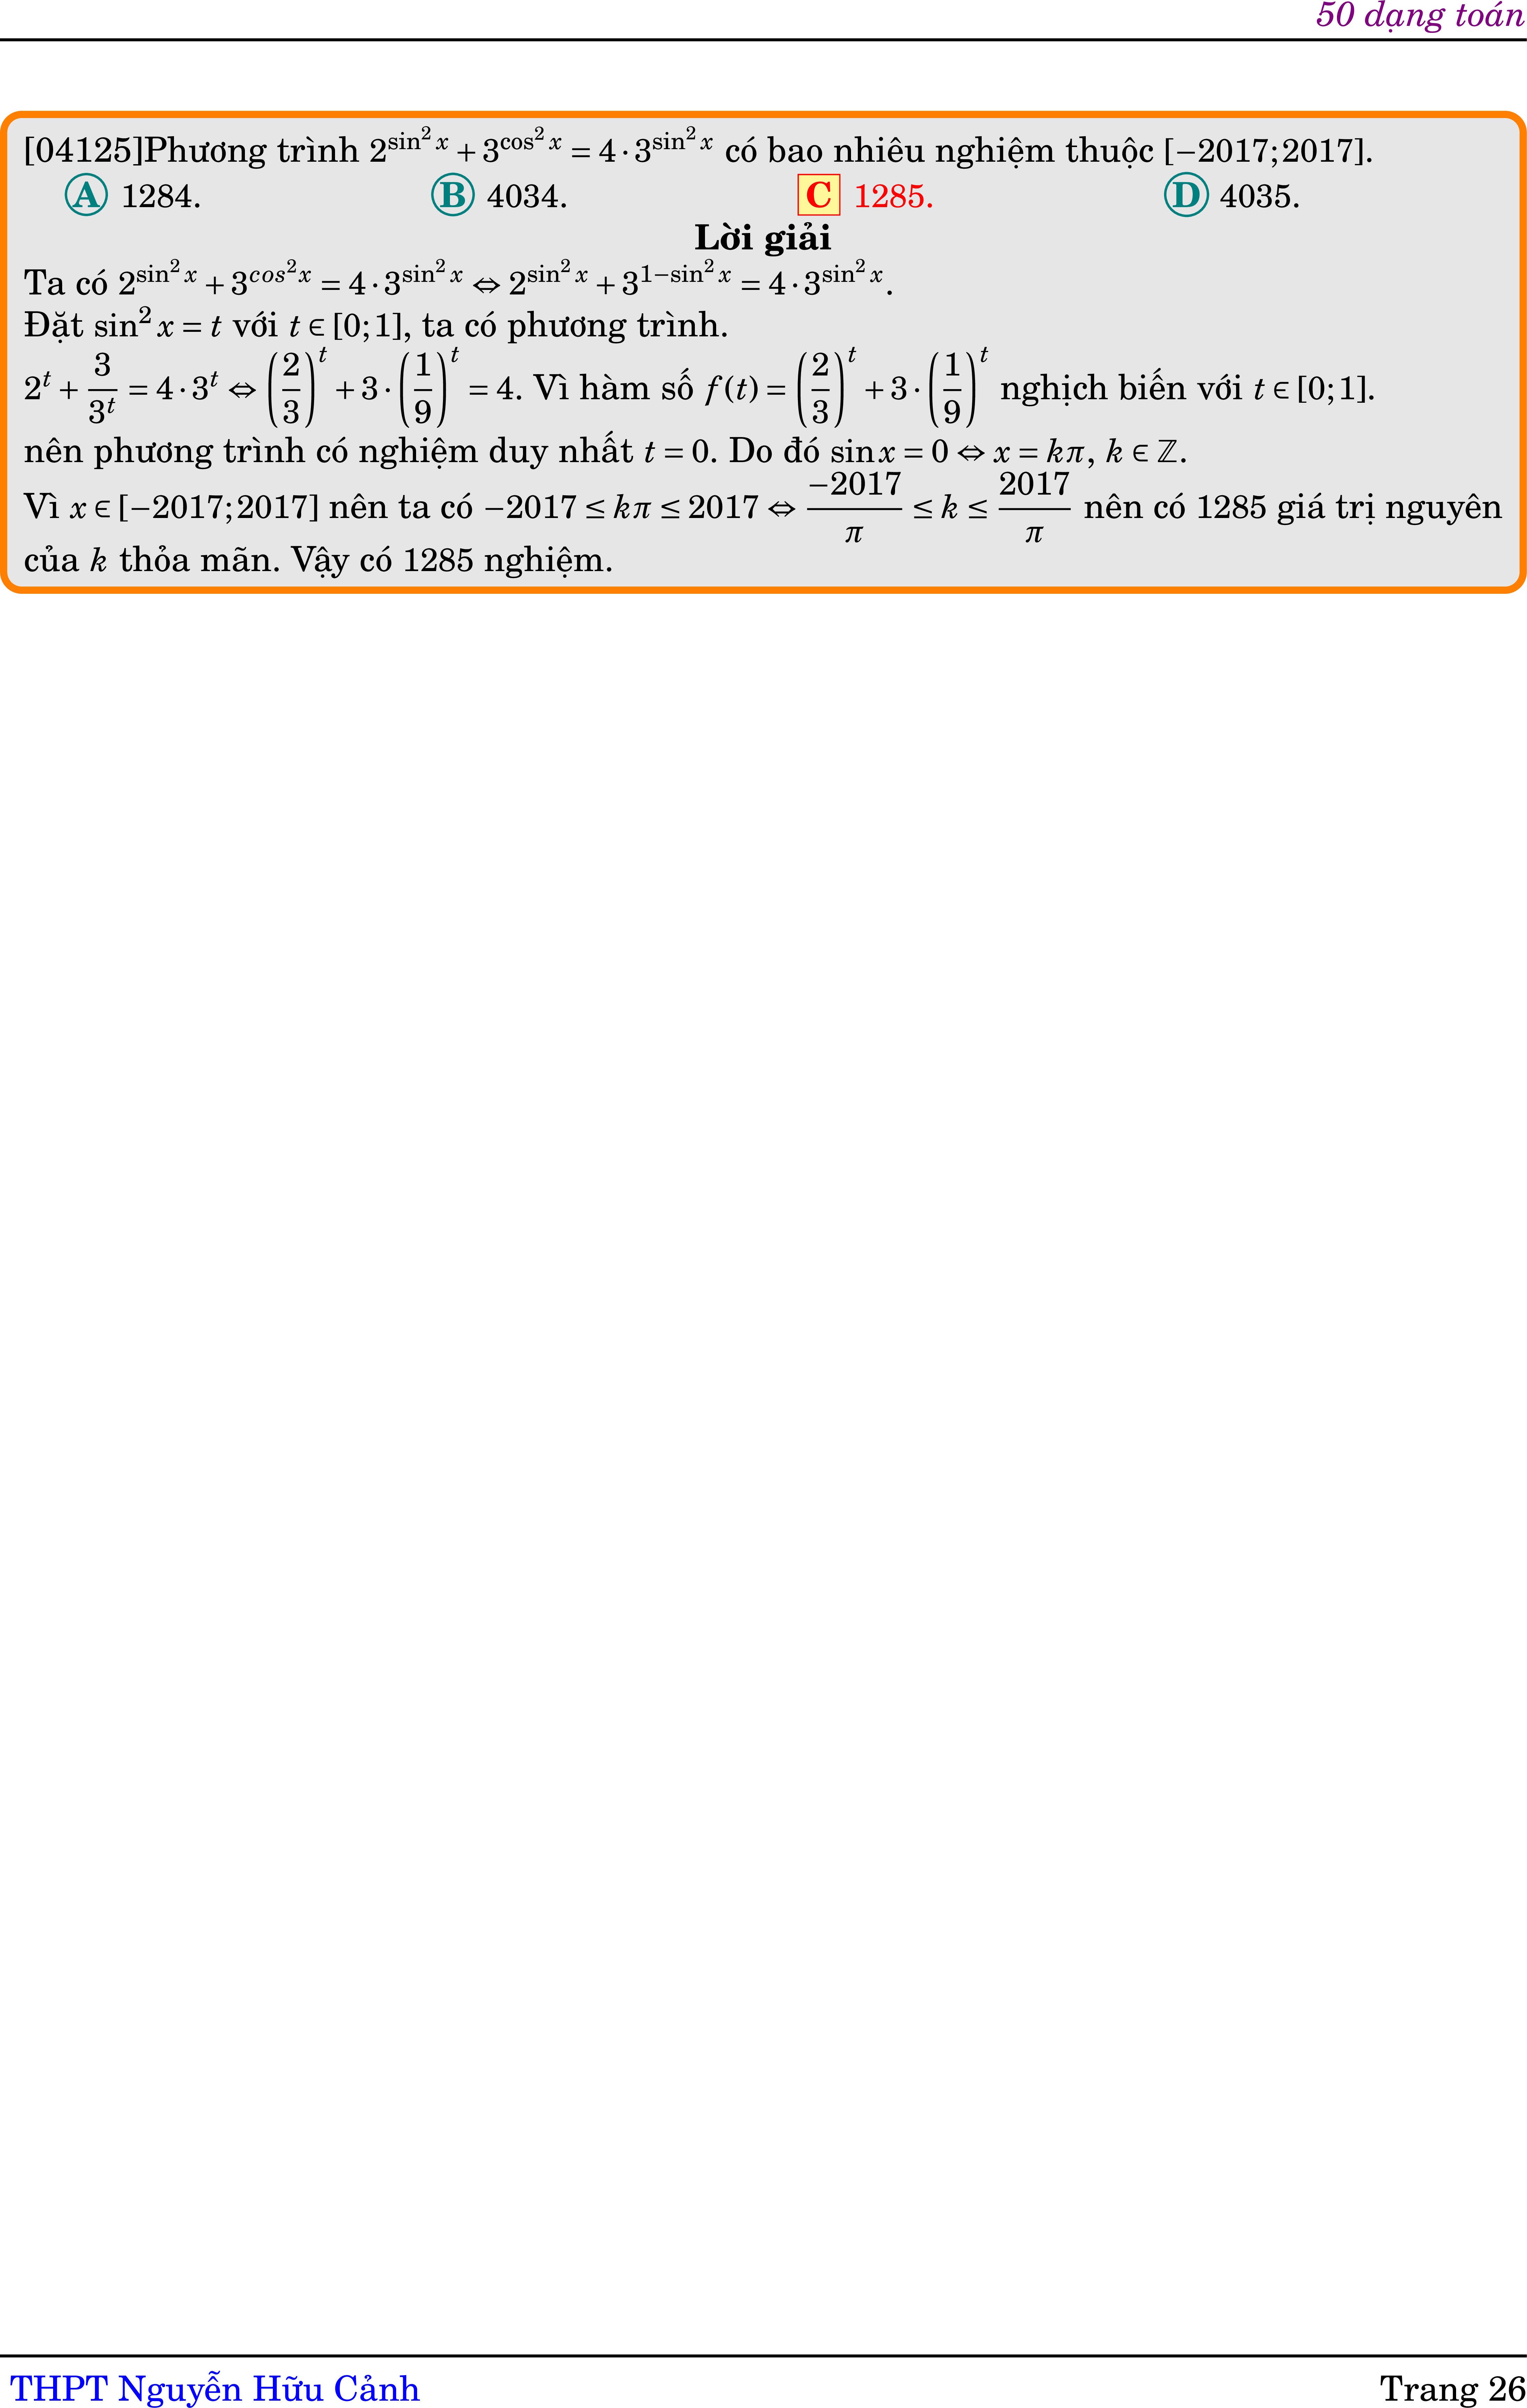 50 dạng toán
[04125]Phương trình $2^{\sin^2 x} + 3^{\cos^2 x} = 4 \cdot 3^{\sin^2 x}$ có bao nhiêu nghiệm thuộc $[-2017; 2017]$.
A 1284. B 4034. C 1285. D 4035.
Lời giải
Ta có $2^{\sin^2 x} + 3^{cos^2 x} = 4 \cdot 3^{\sin^2 x} \Leftrightarrow 2^{\sin^2 x} + 3^{1-\sin^2 x} = 4 \cdot 3^{\sin^2 x}$.
Đặt $\sin^2 x = t$ với $t \in [0; 1]$, ta có phương trình.
$2^t + \dfrac{3}{3^t} = 4 \cdot 3^t \Leftrightarrow \left(\dfrac{2}{3}\right)^t + 3 \cdot \left(\dfrac{1}{9}\right)^t = 4$. Vì hàm số $f(t) = \left(\dfrac{2}{3}\right)^t + 3 \cdot \left(\dfrac{1}{9}\right)^t$ nghịch biến với $t \in [0; 1]$.
nên phương trình có nghiệm duy nhất $t = 0$. Do đó $\sin x = 0 \Leftrightarrow x = k\pi$, $k \in \mathbb{Z}$.
Vì $x \in [-2017; 2017]$ nên ta có $-2017 \le k\pi \le 2017 \Leftrightarrow \dfrac{-2017}{\pi} \le k \le \dfrac{2017}{\pi}$ nên có 1285 giá trị nguyên
của $k$ thỏa mãn. Vậy có 1285 nghiệm.
THPT Nguyễn Hữu Cảnh Trang 26